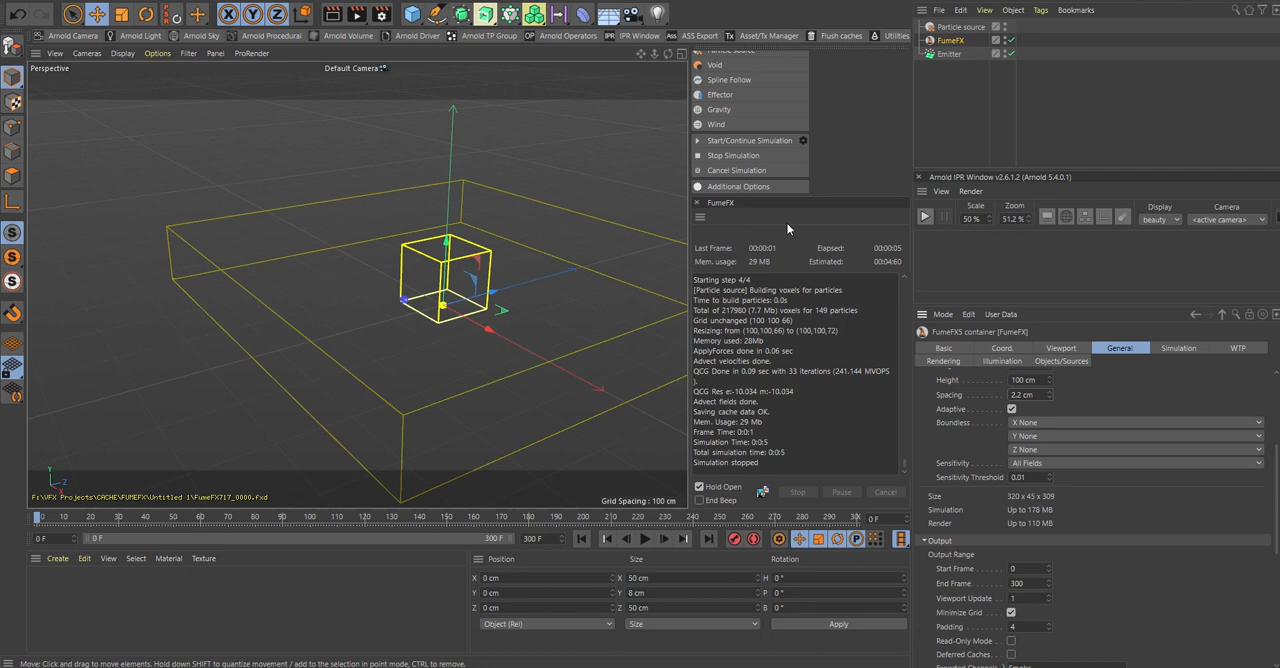 PSR
Arnold Camera Arnold Light Arnold Sky Arnold Procedural Arnold Volume Arnold Driver Arnold TP Group OP Arnold Operators IPR IPR Window Ass ASS Export Asset/Tx Manager Flush caches Utilities
File Edit View Object Tags Bookmarks
Particle source
FumeFX
Emitter
View Cameras Display Options Filter Panel ProRender
Perspective
Default Camera
Void
Spline Follow
Effector
Gravity
Wind
Start/Continue Simulation
Stop Simulation
Cancel Simulation
Additional Options
FumeFX
Last Frame: 00:00:01 Elapsed: 00:00:05
Mem. usage: 29 MB Estimated: 00:04:60
Starting step 4/4
[Particle source] Building voxels for particles
Time to build particles: 0.0s
Total of 217980 (7.7 Mb) voxels for 149 particles
Grid unchanged (100 100 66)
Resizing: from (100,100,66) to (100,100,72)
Memory used: 28Mb
ApplyForces done in 0.06 sec
Advect velocities done.
QCG Done in 0.09 sec with 33 iterations (241.144 MVOPS
).
QCG Res e:-10.034 m:-10.034
Advect fields done.
Saving cache data OK.
Mem. Usage: 29 Mb
Frame Time: 0:0:1
Simulation Time: 0:0:5
Total simulation time: 0:0:5
Simulation stopped
Hold Open
End Beep
Stop Pause Cancel
Arnold IPR Window v2.6.1.2 (Arnold 5.4.0.1)
View Render
Scale Zoom Display Camera
50 % 51.2% beauty <active camera>
Mode Edit User Data
FumeFX5 container [FumeFX]
Basic Coord. Viewport General Simulation WTP
Rendering Illumination Objects/Sources
Height 100 cm
Spacing 2.2 cm
Adaptive
Boundless X None
Y None
Z None
Sensitivity All Fields
Sensitivity Threshold 0.01
Size 320 x 45 x 309
Simulation Up to 178 MB
Render Up to 110 MB
Output
Output Range
Start Frame 0
End Frame 300
Viewport Update 1
Minimize Grid
Padding 4
Read-Only Mode
Deferred Caches
Y
Z
X
F:\VFX Projects\CACHE\FUMEFX\Untitled 1\FumeFX717_0000.fxd
Grid Spacing : 100 cm
0 10 20 30 40 50 60 70 80 90 100 110 120 130 140 150 160 170 180 190 200 210 220 230 240 250 260 270 280 290 0 F
0 F 0 F 300 F 300 F
Create Edit View Select Material Texture
Position Size Rotation
X 0 cm X 50 cm H 0 °
Y 0 cm Y 8 cm P 0 °
Z 0 cm Z 50 cm B 0 °
Object (Rel) Size Apply
Move: Click and drag to move elements. Hold down SHIFT to quantize movement / add to the selection in point mode, CTRL to remove.